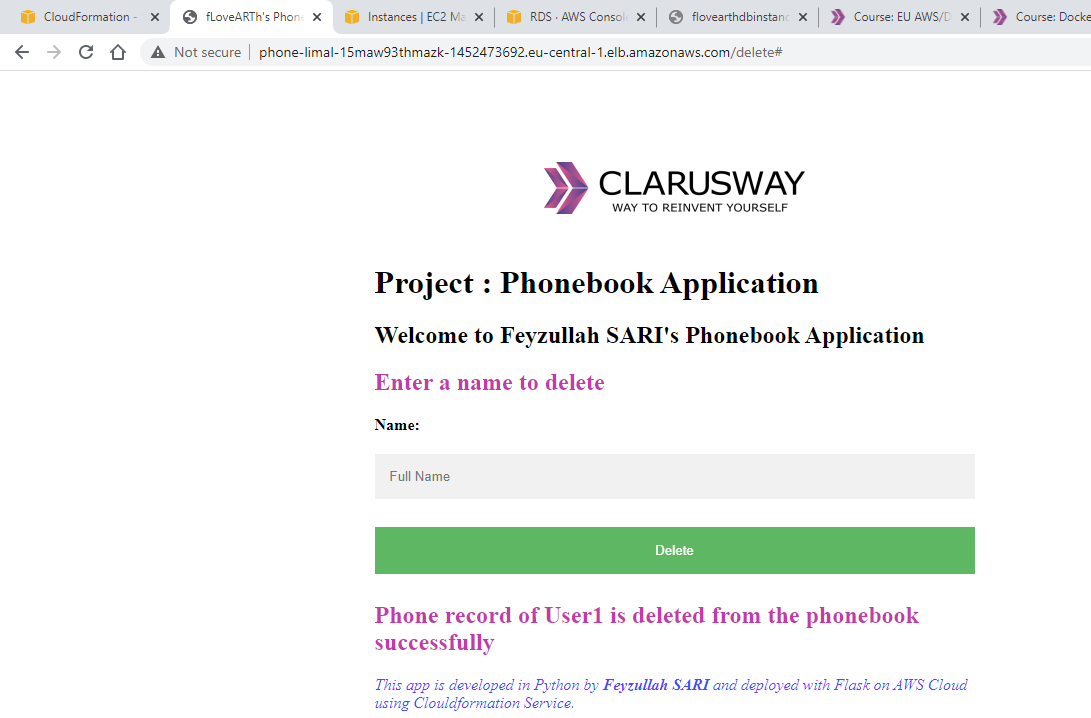 CloudFormation -
fLoveARTh's Phon
Instances | EC2 Ma
RDS · AWS Consol
flovearthdbinstanc
Course: EU AWS/D
Course: Docke
Not secure
phone-limal-15maw93thmazk-1452473692.eu-central-1.elb.amazonaws.com/delete#
CLARUSWAY
WAY TO REINVENT YOURSELF
Project : Phonebook Application
Welcome to Feyzullah SARI's Phonebook Application
Enter a name to delete
Name:
Full Name
Delete
Phone record of User1 is deleted from the phonebook
successfully
This app is developed in Python by Feyzullah SARI and deployed with Flask on AWS Cloud
using Clouldformation Service.